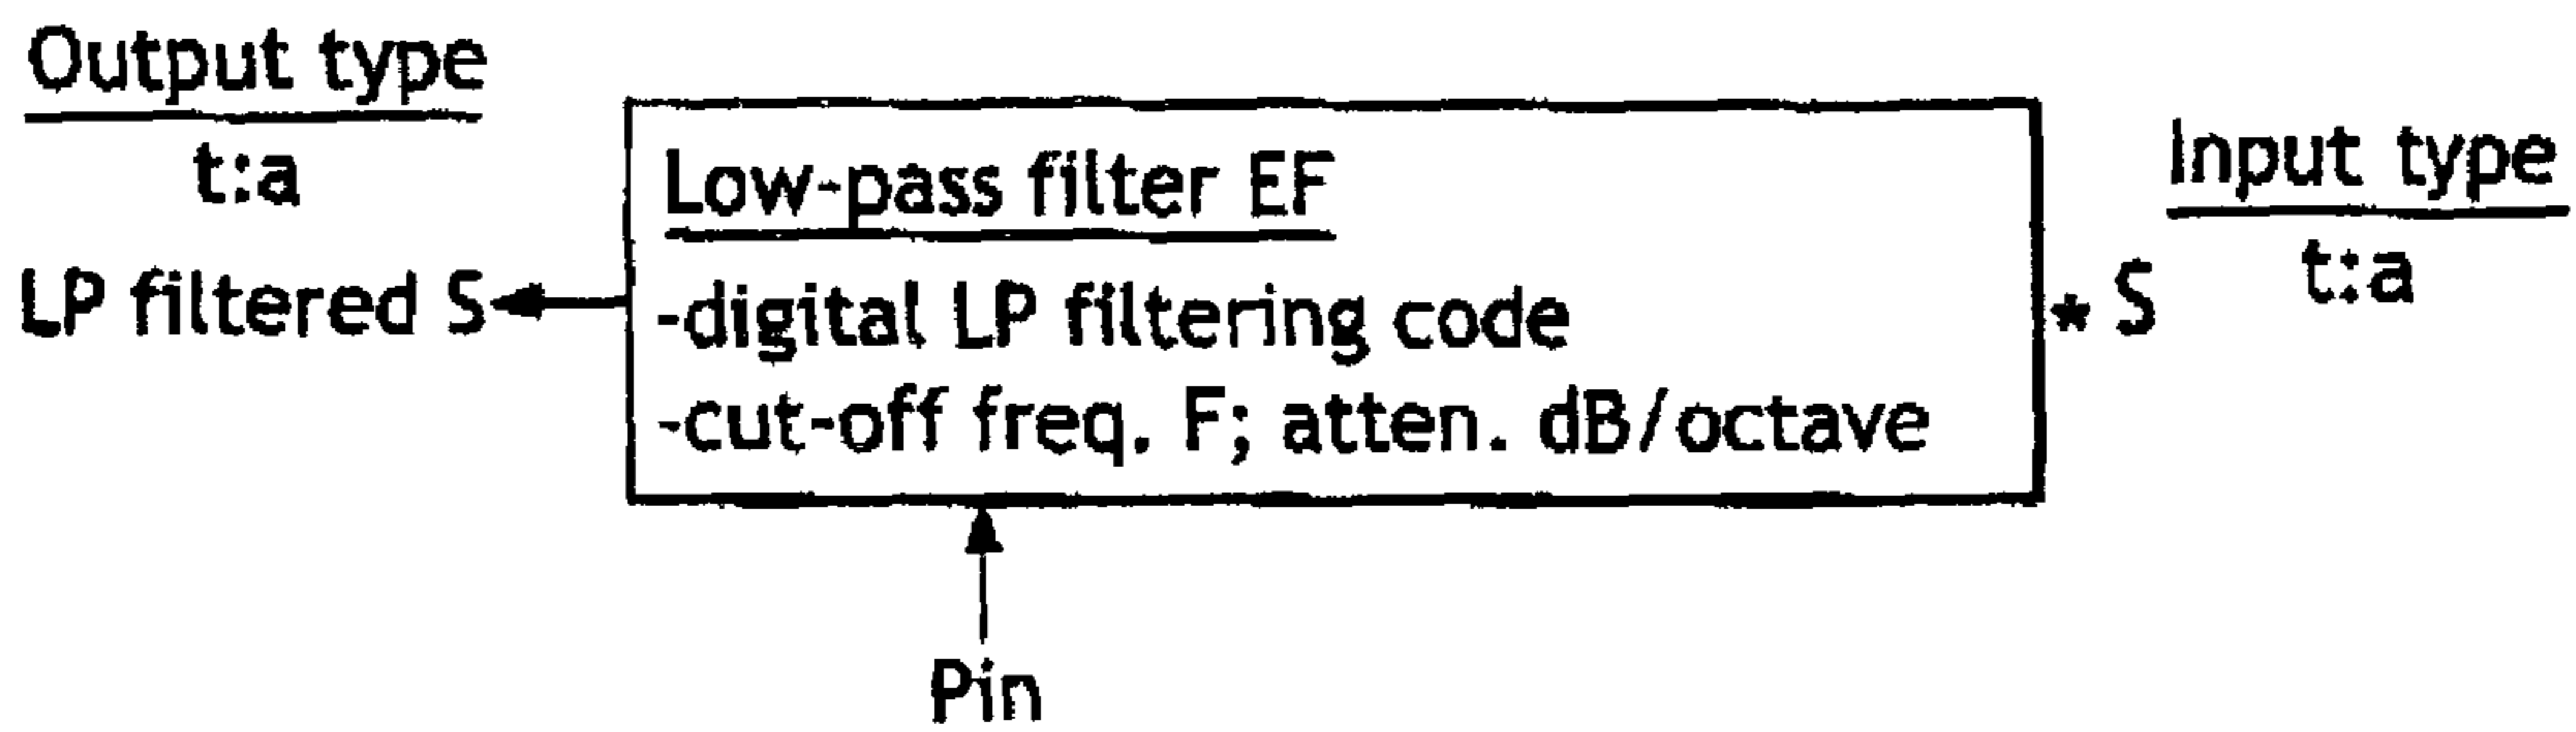 Output type
t:a
LP filtered S
Low-pass filter EF
-digital LP filtering code
-cut-off freq. F; atten. dB/octave
* S
Input type
t:a
Pin